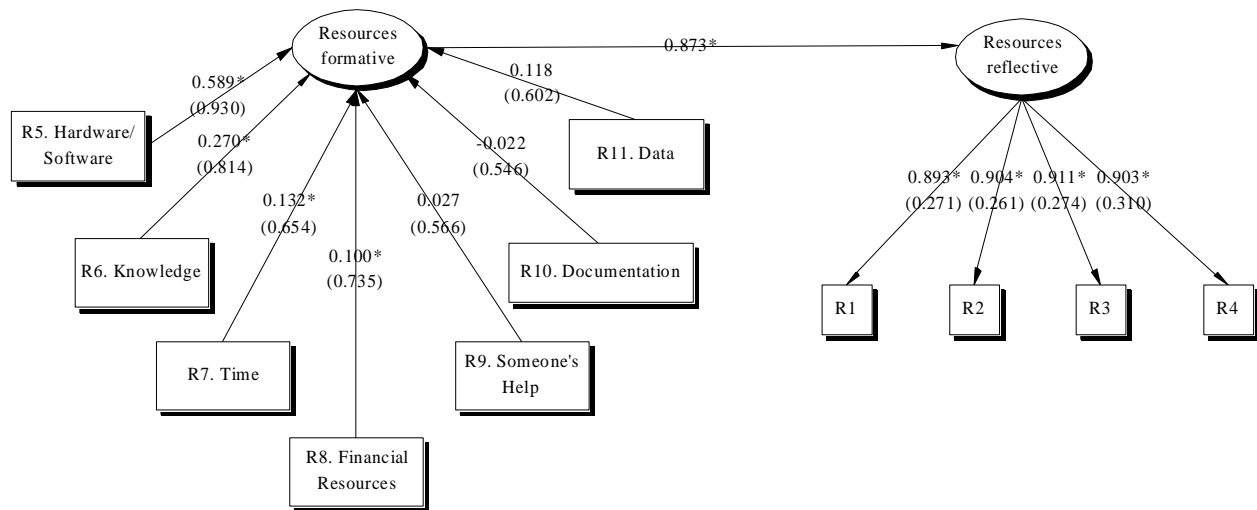 Resources
formative
0.873*
Resources
reflective
0.589*
(0.930)
0.118
(0.602)
R5. Hardware/
Software
0.270*
(0.814)
-0.022
(0.546)
R11. Data
0.893*
(0.271)
0.904*
(0.261)
0.911*
(0.274)
0.903*
(0.310)
0.132*
(0.654)
0.027
(0.566)
R6. Knowledge
0.100*
(0.735)
R10. Documentation
R1
R2
R3
R4
R7. Time
R9. Someone's
Help
R8. Financial
Resources